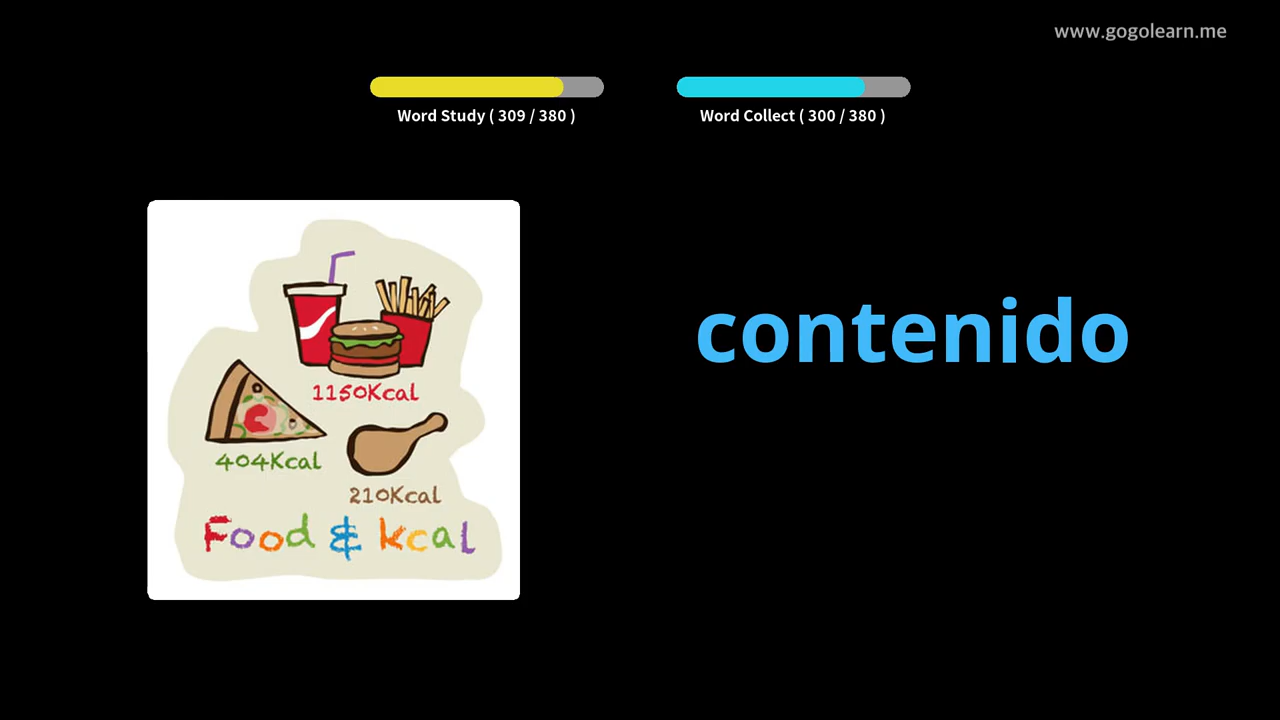 www.gogolearn.me
Word Study ( 309 / 380 )
Word Collect ( 300 / 380 )
contenido
1150Kcal
404Kcal
210Kcal
Food & kcal